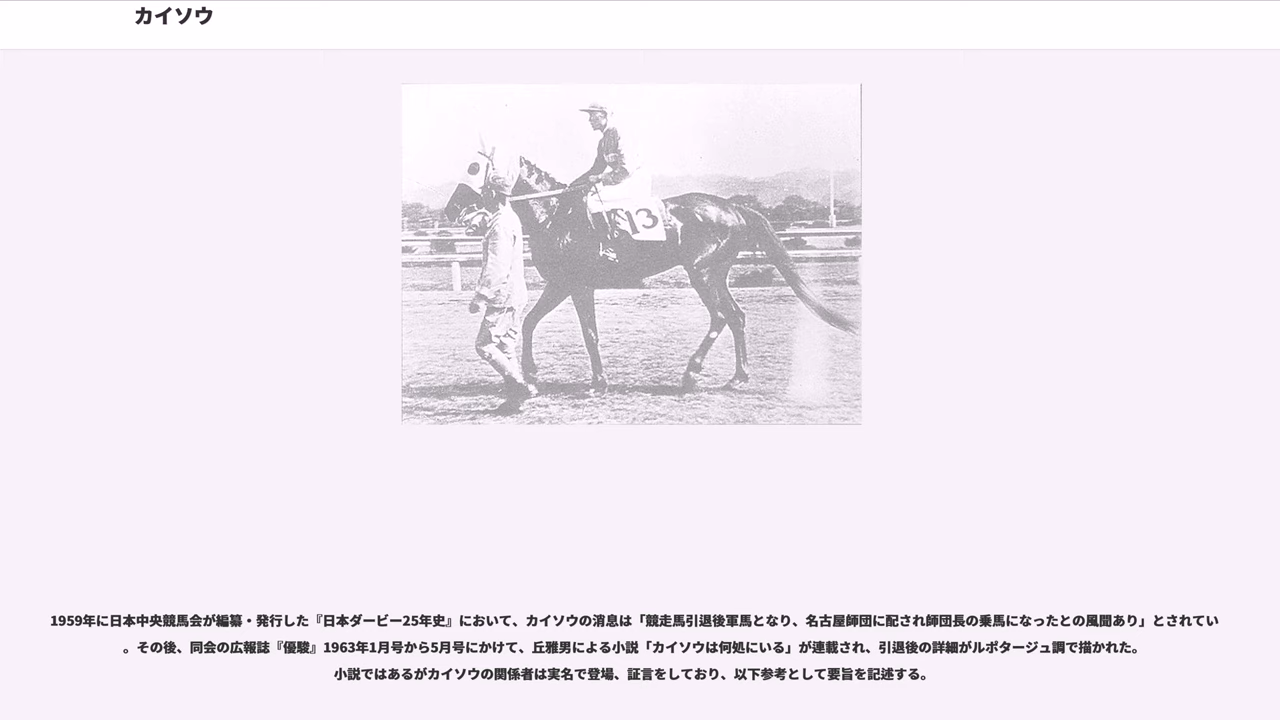 カイソウ
13
1959年に日本中央競馬会が編纂・発行した『日本ダービー25年史』において、カイソウの消息は「競走馬引退後軍馬となり、名古屋師団に配され師団長の乗馬になったとの風聞あり」とされてい
。その後、同会の広報誌『優駿』1963年1月号から5月号にかけて、丘雅男による小説「カイソウは何処にいる」が連載され、引退後の詳細がルポタージュ調で描かれた。
小説ではあるがカイソウの関係者は実名で登場、証言をしており、以下参考として要旨を記述する。